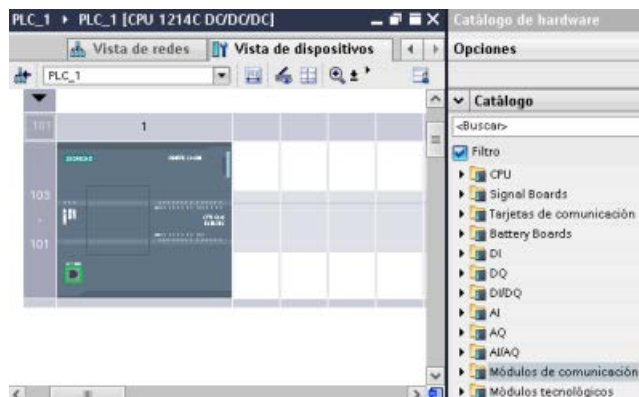 PLC_1 ▸ PLC_1 [CPU 1214C DC/DC/DC]
Catálogo de hardware
Vista de redes
Vista de dispositivos
Opciones
PLC_1
Catálogo
101
1
<Buscar>
SIEMENS
Filtro
CPU
103
Signal Boards
Tarjetas de comunicación
101
Battery Boards
DI
DQ
DI/DQ
AI
AQ
AI/AQ
Módulos de comunicación
Módulos tecnológicos